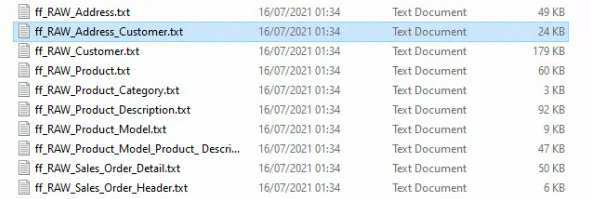 ff_RAW_Address.txt 16/07/2021 01:34 Text Document 49 KB
ff_RAW_Address_Customer.txt 16/07/2021 01:34 Text Document 24 KB
ff_RAW_Customer.txt 16/07/2021 01:34 Text Document 179 KB
ff_RAW_Product.txt 16/07/2021 01:34 Text Document 60 KB
ff_RAW_Product_Category.txt 16/07/2021 01:34 Text Document 3 KB
ff_RAW_Product_Description.txt 16/07/2021 01:34 Text Document 92 KB
ff_RAW_Product_Model.txt 16/07/2021 01:34 Text Document 9 KB
ff_RAW_Product_Model_Product_ Descri... 16/07/2021 01:34 Text Document 47 KB
ff_RAW_Sales_Order_Detail.txt 16/07/2021 01:34 Text Document 50 KB
ff_RAW_Sales_Order_Header.txt 16/07/2021 01:34 Text Document 6 KB